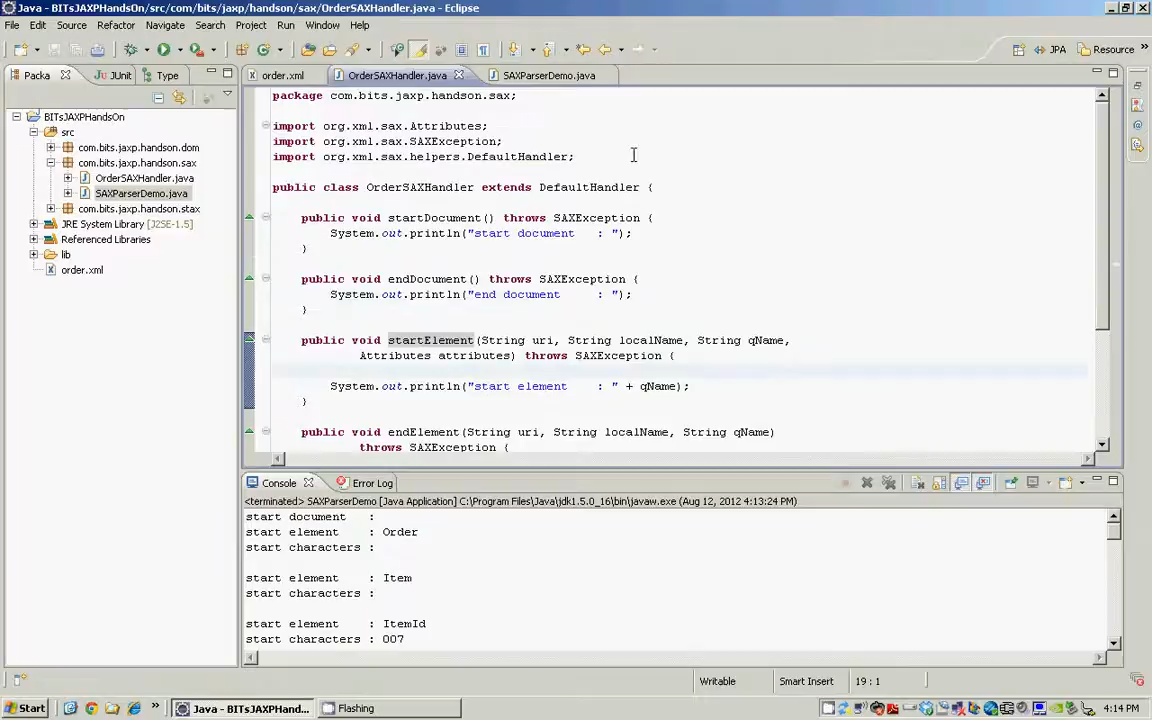 Java - BITsJAXPHandsOn/src/com/bits/jaxp/handson/sax/OrderSAXHandler.java - Eclipse
File Edit Source Refactor Navigate Search Project Run Window Help
JPA Resource »
Packa JUnit Type
order.xml OrderSAXHandler.java SAXParserDemo.java
BITsJAXPHandsOn
src
com.bits.jaxp.handson.dom
com.bits.jaxp.handson.sax
OrderSAXHandler.java
SAXParserDemo.java
com.bits.jaxp.handson.stax
JRE System Library [J2SE-1.5]
Referenced Libraries
lib
order.xml
package com.bits.jaxp.handson.sax;
import org.xml.sax.Attributes;
import org.xml.sax.SAXException;
import org.xml.sax.helpers.DefaultHandler;
public class OrderSAXHandler extends DefaultHandler {
public void startDocument() throws SAXException {
System.out.println("start document   : ");
}
public void endDocument() throws SAXException {
System.out.println("end document     : ");
}
public void startElement(String uri, String localName, String qName,
Attributes attributes) throws SAXException {
System.out.println("start element    : " + qName);
}
public void endElement(String uri, String localName, String qName)
throws SAXException {
Console Error Log
<terminated> SAXParserDemo [Java Application] C:\Program Files\Java\jdk1.5.0_16\bin\javaw.exe (Aug 12, 2012 4:13:24 PM)
start document   :
start element    : Order
start characters :
start element    : Item
start characters :
start element    : ItemId
start characters : 007
Writable Smart Insert 19 : 1
Start » Java - BITsJAXPHand... Flashing 4:14 PM